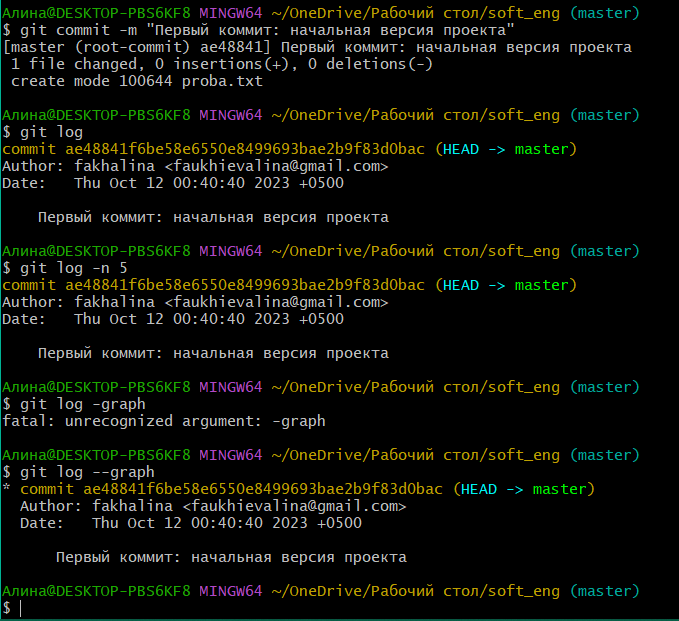 Алина@DESKTOP-PBS6KF8 MINGW64 ~/OneDrive/Рабочий стол/soft_eng (master)
$ git commit -m "Первый коммит: начальная версия проекта"
[master (root-commit) ae48841] Первый коммит: начальная версия проекта
 1 file changed, 0 insertions(+), 0 deletions(-)
 create mode 100644 proba.txt

Алина@DESKTOP-PBS6KF8 MINGW64 ~/OneDrive/Рабочий стол/soft_eng (master)
$ git log
commit ae48841f6be58e6550e8499693bae2b9f83d0bac (HEAD -> master)
Author: fakhalina <faukhievalina@gmail.com>
Date:   Thu Oct 12 00:40:40 2023 +0500

    Первый коммит: начальная версия проекта

Алина@DESKTOP-PBS6KF8 MINGW64 ~/OneDrive/Рабочий стол/soft_eng (master)
$ git log -n 5
commit ae48841f6be58e6550e8499693bae2b9f83d0bac (HEAD -> master)
Author: fakhalina <faukhievalina@gmail.com>
Date:   Thu Oct 12 00:40:40 2023 +0500

    Первый коммит: начальная версия проекта

Алина@DESKTOP-PBS6KF8 MINGW64 ~/OneDrive/Рабочий стол/soft_eng (master)
$ git log -graph
fatal: unrecognized argument: -graph

Алина@DESKTOP-PBS6KF8 MINGW64 ~/OneDrive/Рабочий стол/soft_eng (master)
$ git log --graph
* commit ae48841f6be58e6550e8499693bae2b9f83d0bac (HEAD -> master)
  Author: fakhalina <faukhievalina@gmail.com>
  Date:   Thu Oct 12 00:40:40 2023 +0500

      Первый коммит: начальная версия проекта

Алина@DESKTOP-PBS6KF8 MINGW64 ~/OneDrive/Рабочий стол/soft_eng (master)
$